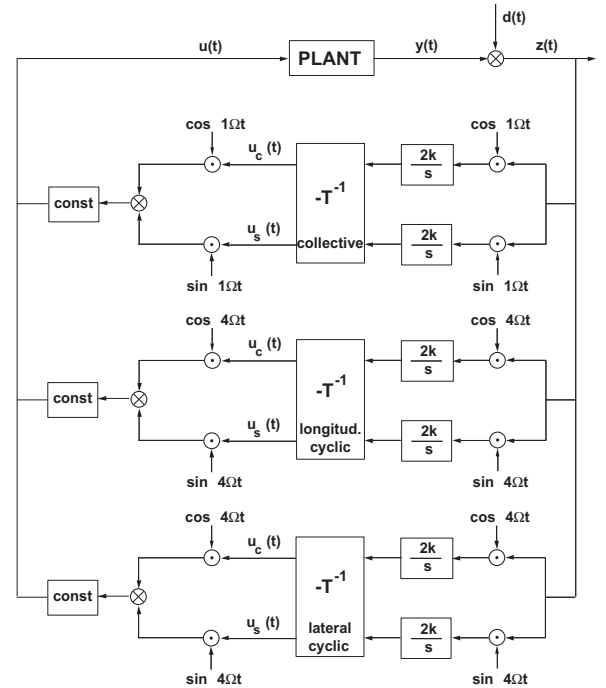 d(t)
u(t) PLANT y(t) z(t)
cos 1Ωt u_c (t) cos 1Ωt
2k
s
const -T^-1
collective
2k
s
u_s (t)
sin 1Ωt sin 1Ωt
cos 4Ωt u_c (t) cos 4Ωt
2k
s
const -T^-1
longitud.
cyclic
2k
s
u_s (t)
sin 4Ωt sin 4Ωt
cos 4Ωt u_c (t) cos 4Ωt
2k
s
const -T^-1
lateral
cyclic
2k
s
u_s (t)
sin 4Ωt sin 4Ωt